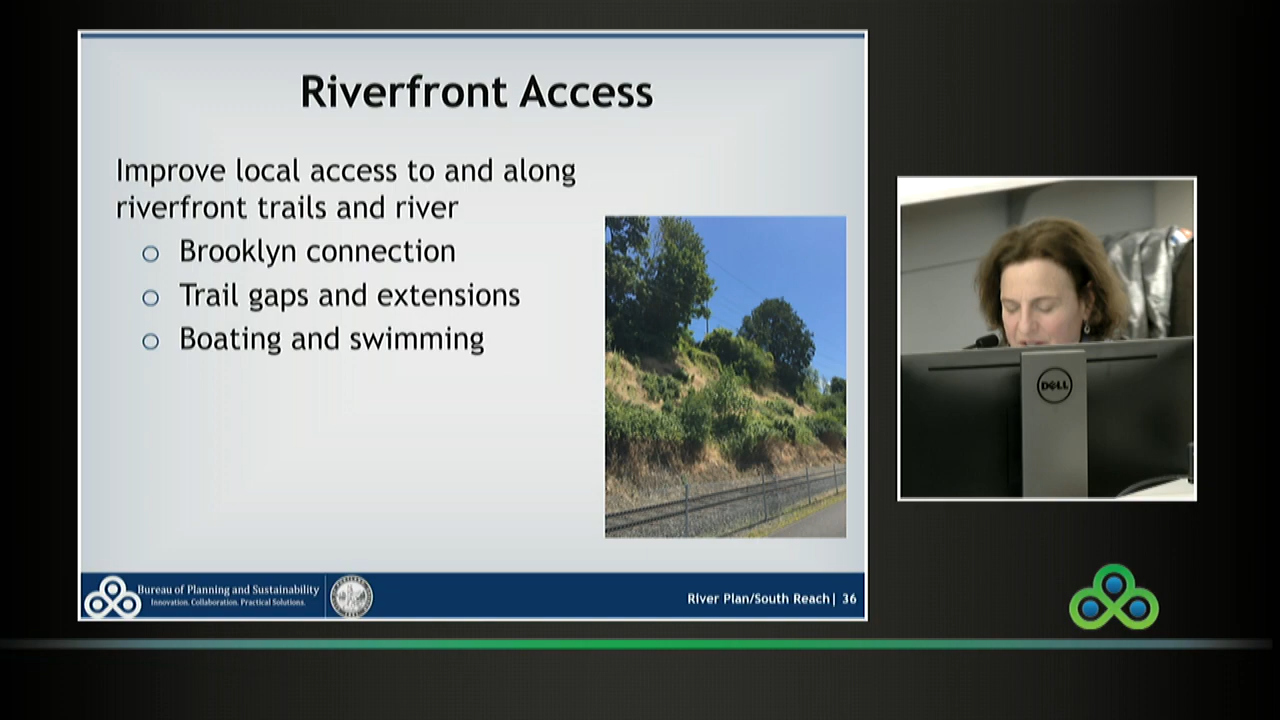 Riverfront Access
Improve local access to and along
riverfront trails and river
Brooklyn connection
Trail gaps and extensions
Boating and swimming
Bureau of Planning and Sustainability
Innovation. Collaboration. Practical Solutions.
River Plan/South Reach| 36
DELL